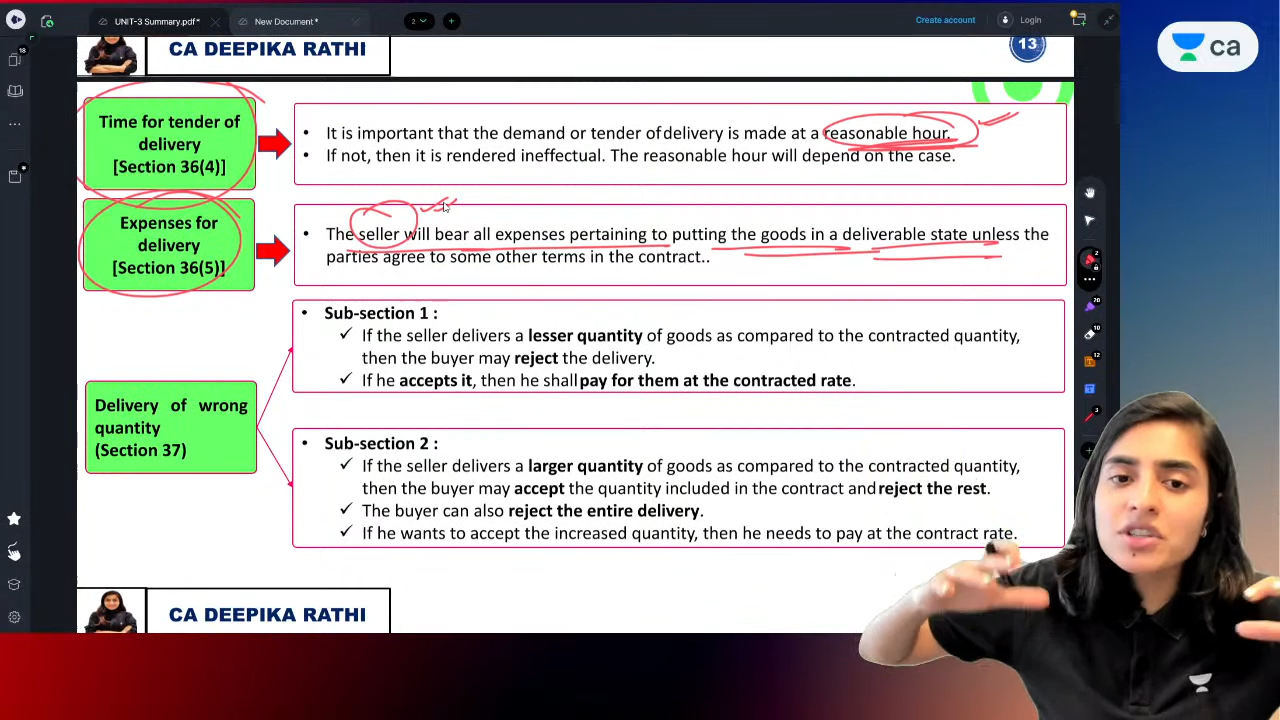 UNIT-3 Summary.pdf*
New Document*
2
Create account
Login
ca
CA DEEPIKA RATHI
13
Time for tender of
delivery
[Section 36(4)]
• It is important that the demand or tender of delivery is made at a reasonable hour.
• If not, then it is rendered ineffectual. The reasonable hour will depend on the case.
Expenses for
delivery
[Section 36(5)]
• The seller will bear all expenses pertaining to putting the goods in a deliverable state unless the
parties agree to some other terms in the contract..
Delivery of wrong
quantity
(Section 37)
• Sub-section 1 :
✓ If the seller delivers a lesser quantity of goods as compared to the contracted quantity,
then the buyer may reject the delivery.
✓ If he accepts it, then he shall pay for them at the contracted rate.
• Sub-section 2 :
✓ If the seller delivers a larger quantity of goods as compared to the contracted quantity,
then the buyer may accept the quantity included in the contract and reject the rest.
✓ The buyer can also reject the entire delivery.
✓ If he wants to accept the increased quantity, then he needs to pay at the contract rate.
CA DEEPIKA RATHI
18
2
20
10
12
3